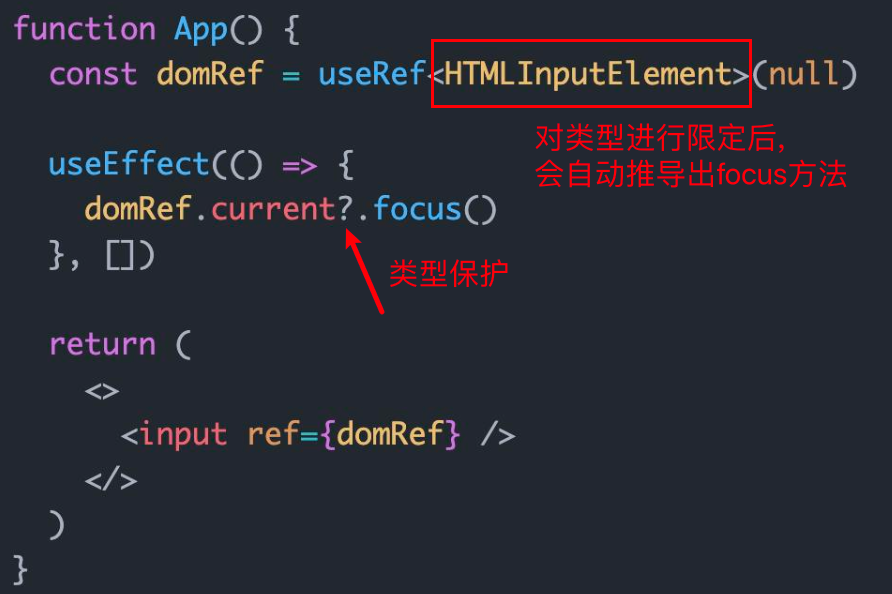 function App() {
const domRef = useRef<HTMLInputElement>(null)
对类型进行限定后,
会自动推导出focus方法
useEffect(() => {
domRef.current?.focus()
}, [])
类型保护
return (
<>
<input ref={domRef} />
</>
)
}